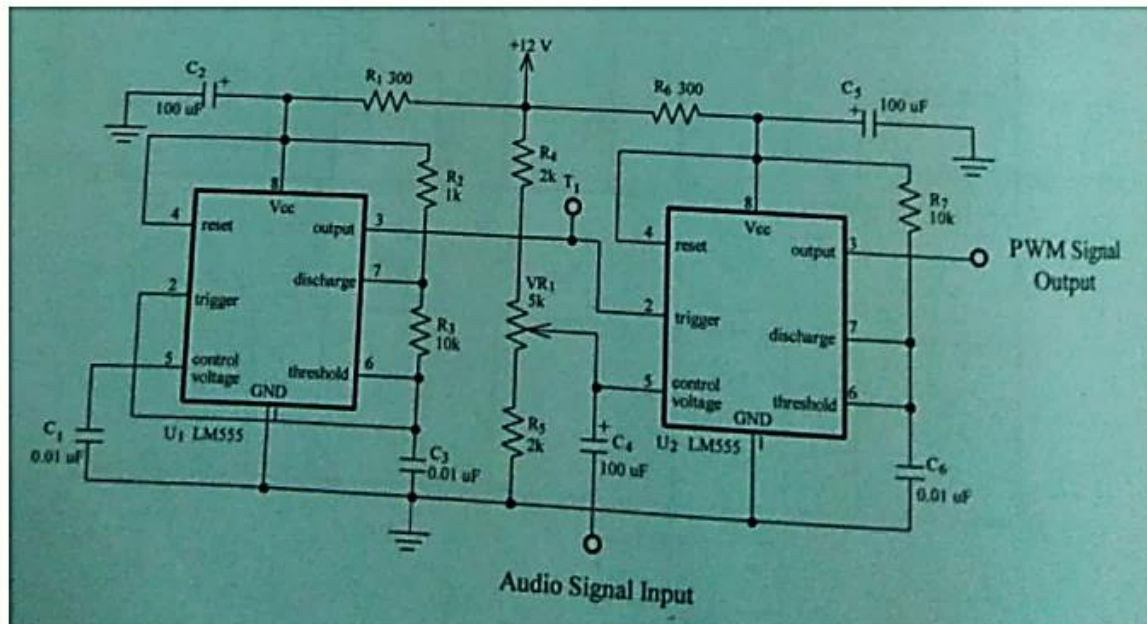 +12 V
C2
+
100 uF
R1 300
R6 300
C5
+
100 uF
R2
1k
R4
2k
T1
R7
10k
8
Vcc
4
reset
output
3
discharge
7
2
trigger
R3
10k
5
control
voltage
threshold
6
GND
1
U1 LM555
C1
0.01 uF
C3
0.01 uF
VR1
5k
R5
2k
+
C4
100 uF
8
Vcc
4
reset
output
3
PWM Signal
Output
2
trigger
discharge
7
5
control
voltage
threshold
6
GND
1
U2 LM555
C6
0.01 uF
Audio Signal Input